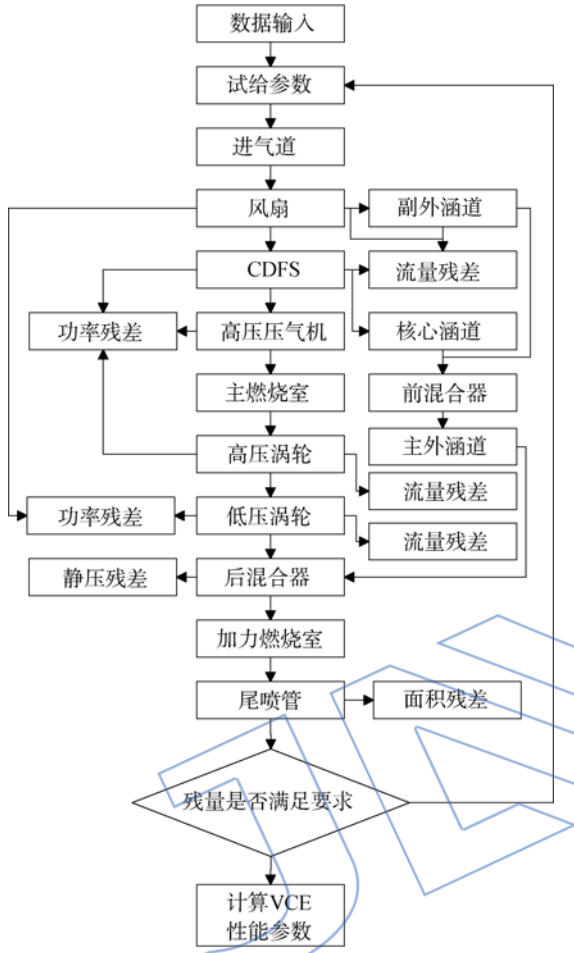 数据输入
试给参数
进气道
风扇
副外涵道
CDFS
流量残差
功率残差
高压压气机
核心涵道
主燃烧室
前混合器
高压涡轮
主外涵道
流量残差
功率残差
低压涡轮
流量残差
静压残差
后混合器
加力燃烧室
尾喷管
面积残差
残量是否满足要求
计算VCE
性能参数